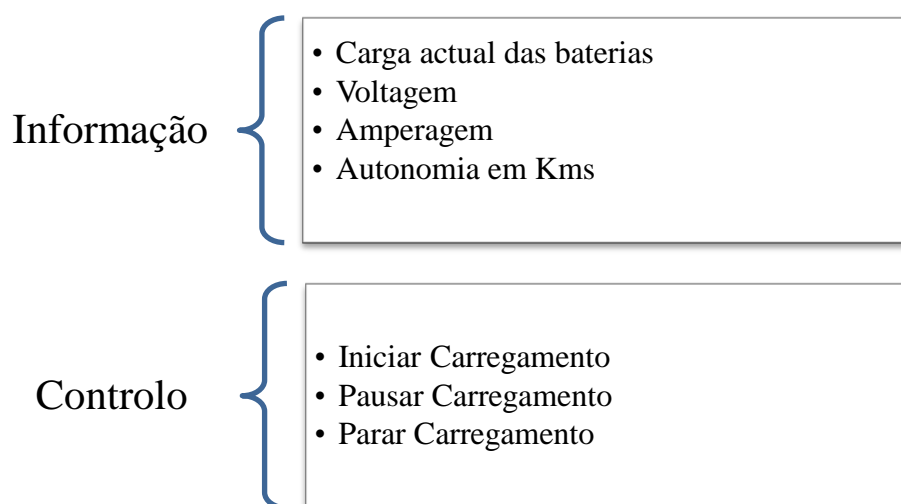 Informação
• Carga actual das baterias
• Voltagem
• Amperagem
• Autonomia em Kms
Controlo
• Iniciar Carregamento
• Pausar Carregamento
• Parar Carregamento